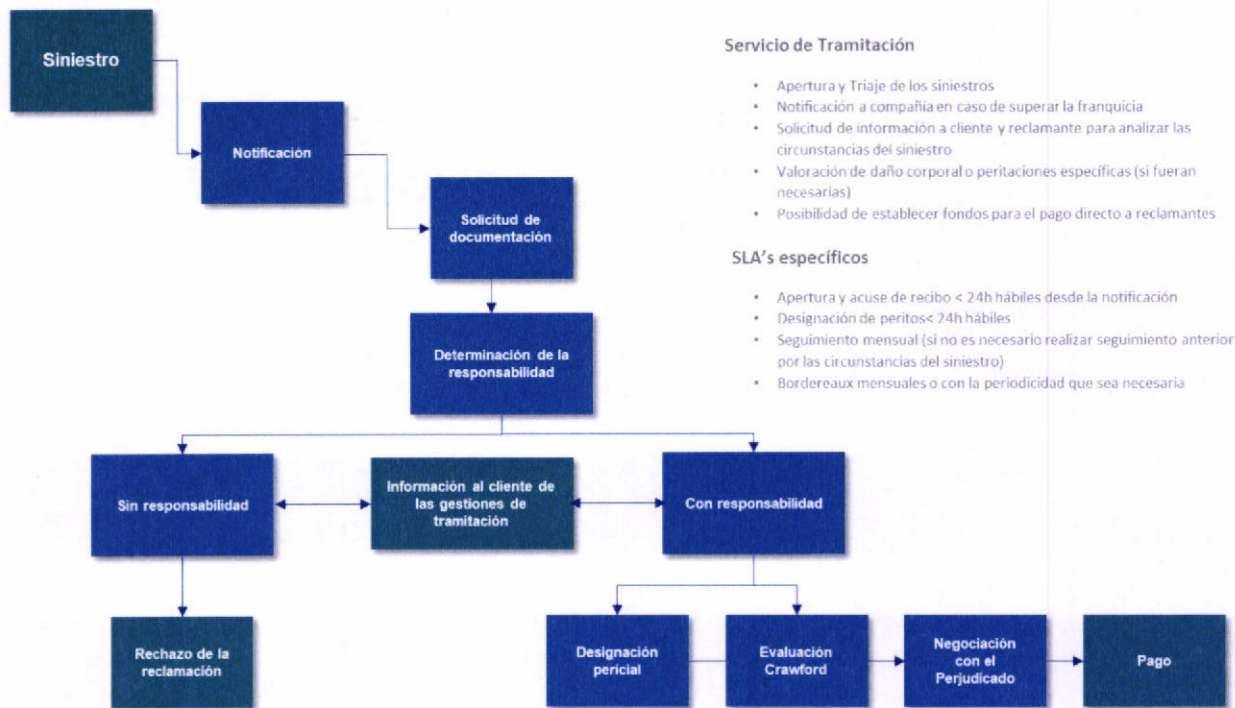 Siniestro
Notificación
Solicitud de
documentación
Determinación de la
responsabilidad
Sin responsabilidad
Información al cliente de
las gestiones de
tramitación
Con responsabilidad
Rechazo de la
reclamación
Designación
pericial
Evaluación
Crawford
Negociación
con el
Perjudicado
Pago
Servicio de Tramitación
• Apertura y Triaje de los siniestros
• Notificación a compañía en caso de superar la franquicia
• Solicitud de información a cliente y reclamante para analizar las
circunstancias del siniestro
• Valoración de daño corporal o peritaciones específicas (si fueran
necesarias)
• Posibilidad de establecer fondos para el pago directo a reclamantes
SLA's específicos
• Apertura y acuse de recibo < 24h hábiles desde la notificación
• Designación de peritos< 24h hábiles
• Seguimiento mensual (si no es necesario realizar seguimiento anterior
por las circunstancias del siniestro)
• Bordereaux mensuales o con la periodicidad que sea necesaria